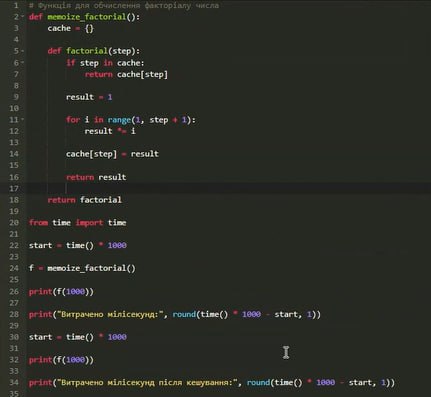 1 # Функція для обчислення факторіалу числа
2 def memoize_factorial():
3 cache = {}
4
5 def factorial(step):
6 if step in cache:
7 return cache[step]
8
9 result = 1
10
11 for i in range(1, step + 1):
12 result *= i
13
14 cache[step] = result
15
16 return result
17
18 return factorial
19
20 from time import time
21
22 start = time() * 1000
23
24 f = memoize_factorial()
25
26 print(f(1000))
27
28 print("Витрачено мілісекунд:", round(time() * 1000 - start, 1))
29
30 start = time() * 1000
31
32 print(f(1000))
33
34 print("Витрачено мілісекунд після кешування:", round(time() * 1000 - start, 1))
35